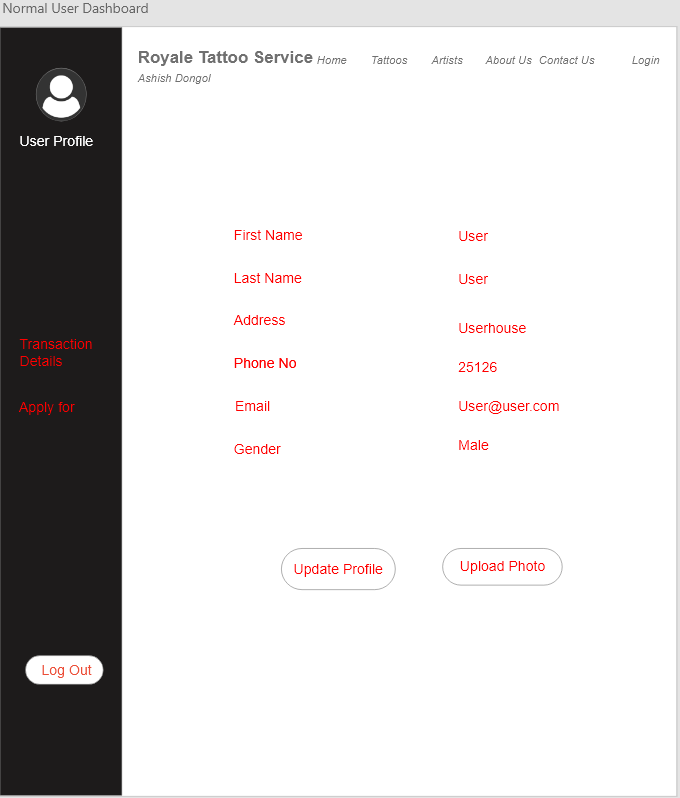 Normal User Dashboard
Royale Tattoo Service Home Tattoos Artists About Us Contact Us Login
Ashish Dongol
User Profile
First Name User
Last Name User
Address Userhouse
Phone No 25126
Email User@user.com
Gender Male
Transaction
Details
Apply for
Update Profile Upload Photo
Log Out